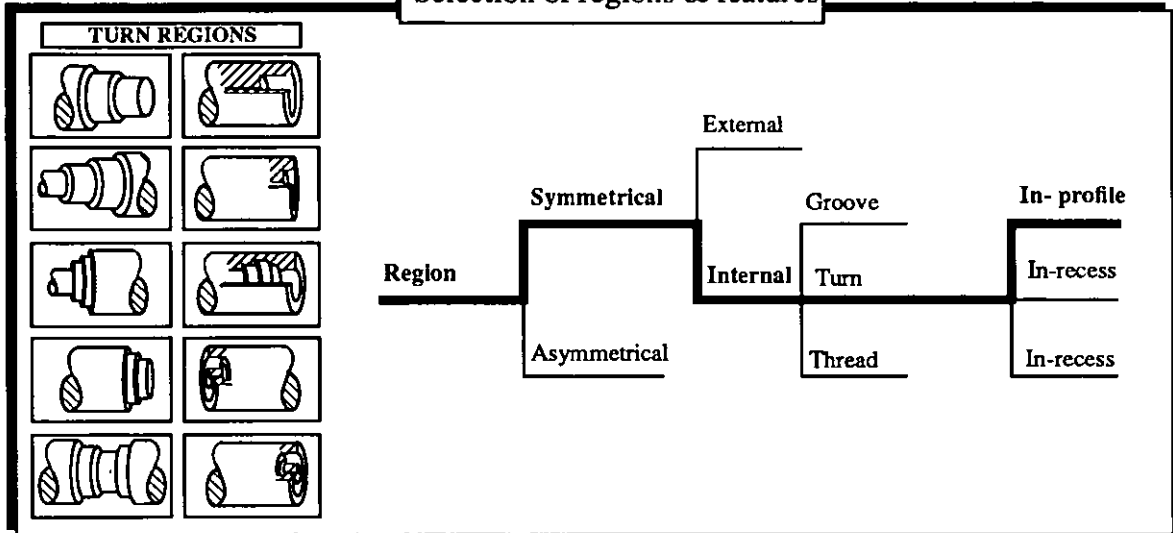 Selection of regions & features
TURN REGIONS
External
Symmetrical
Groove
In- profile
Region
Internal
Turn
In-recess
Asymmetrical
Thread
In-recess